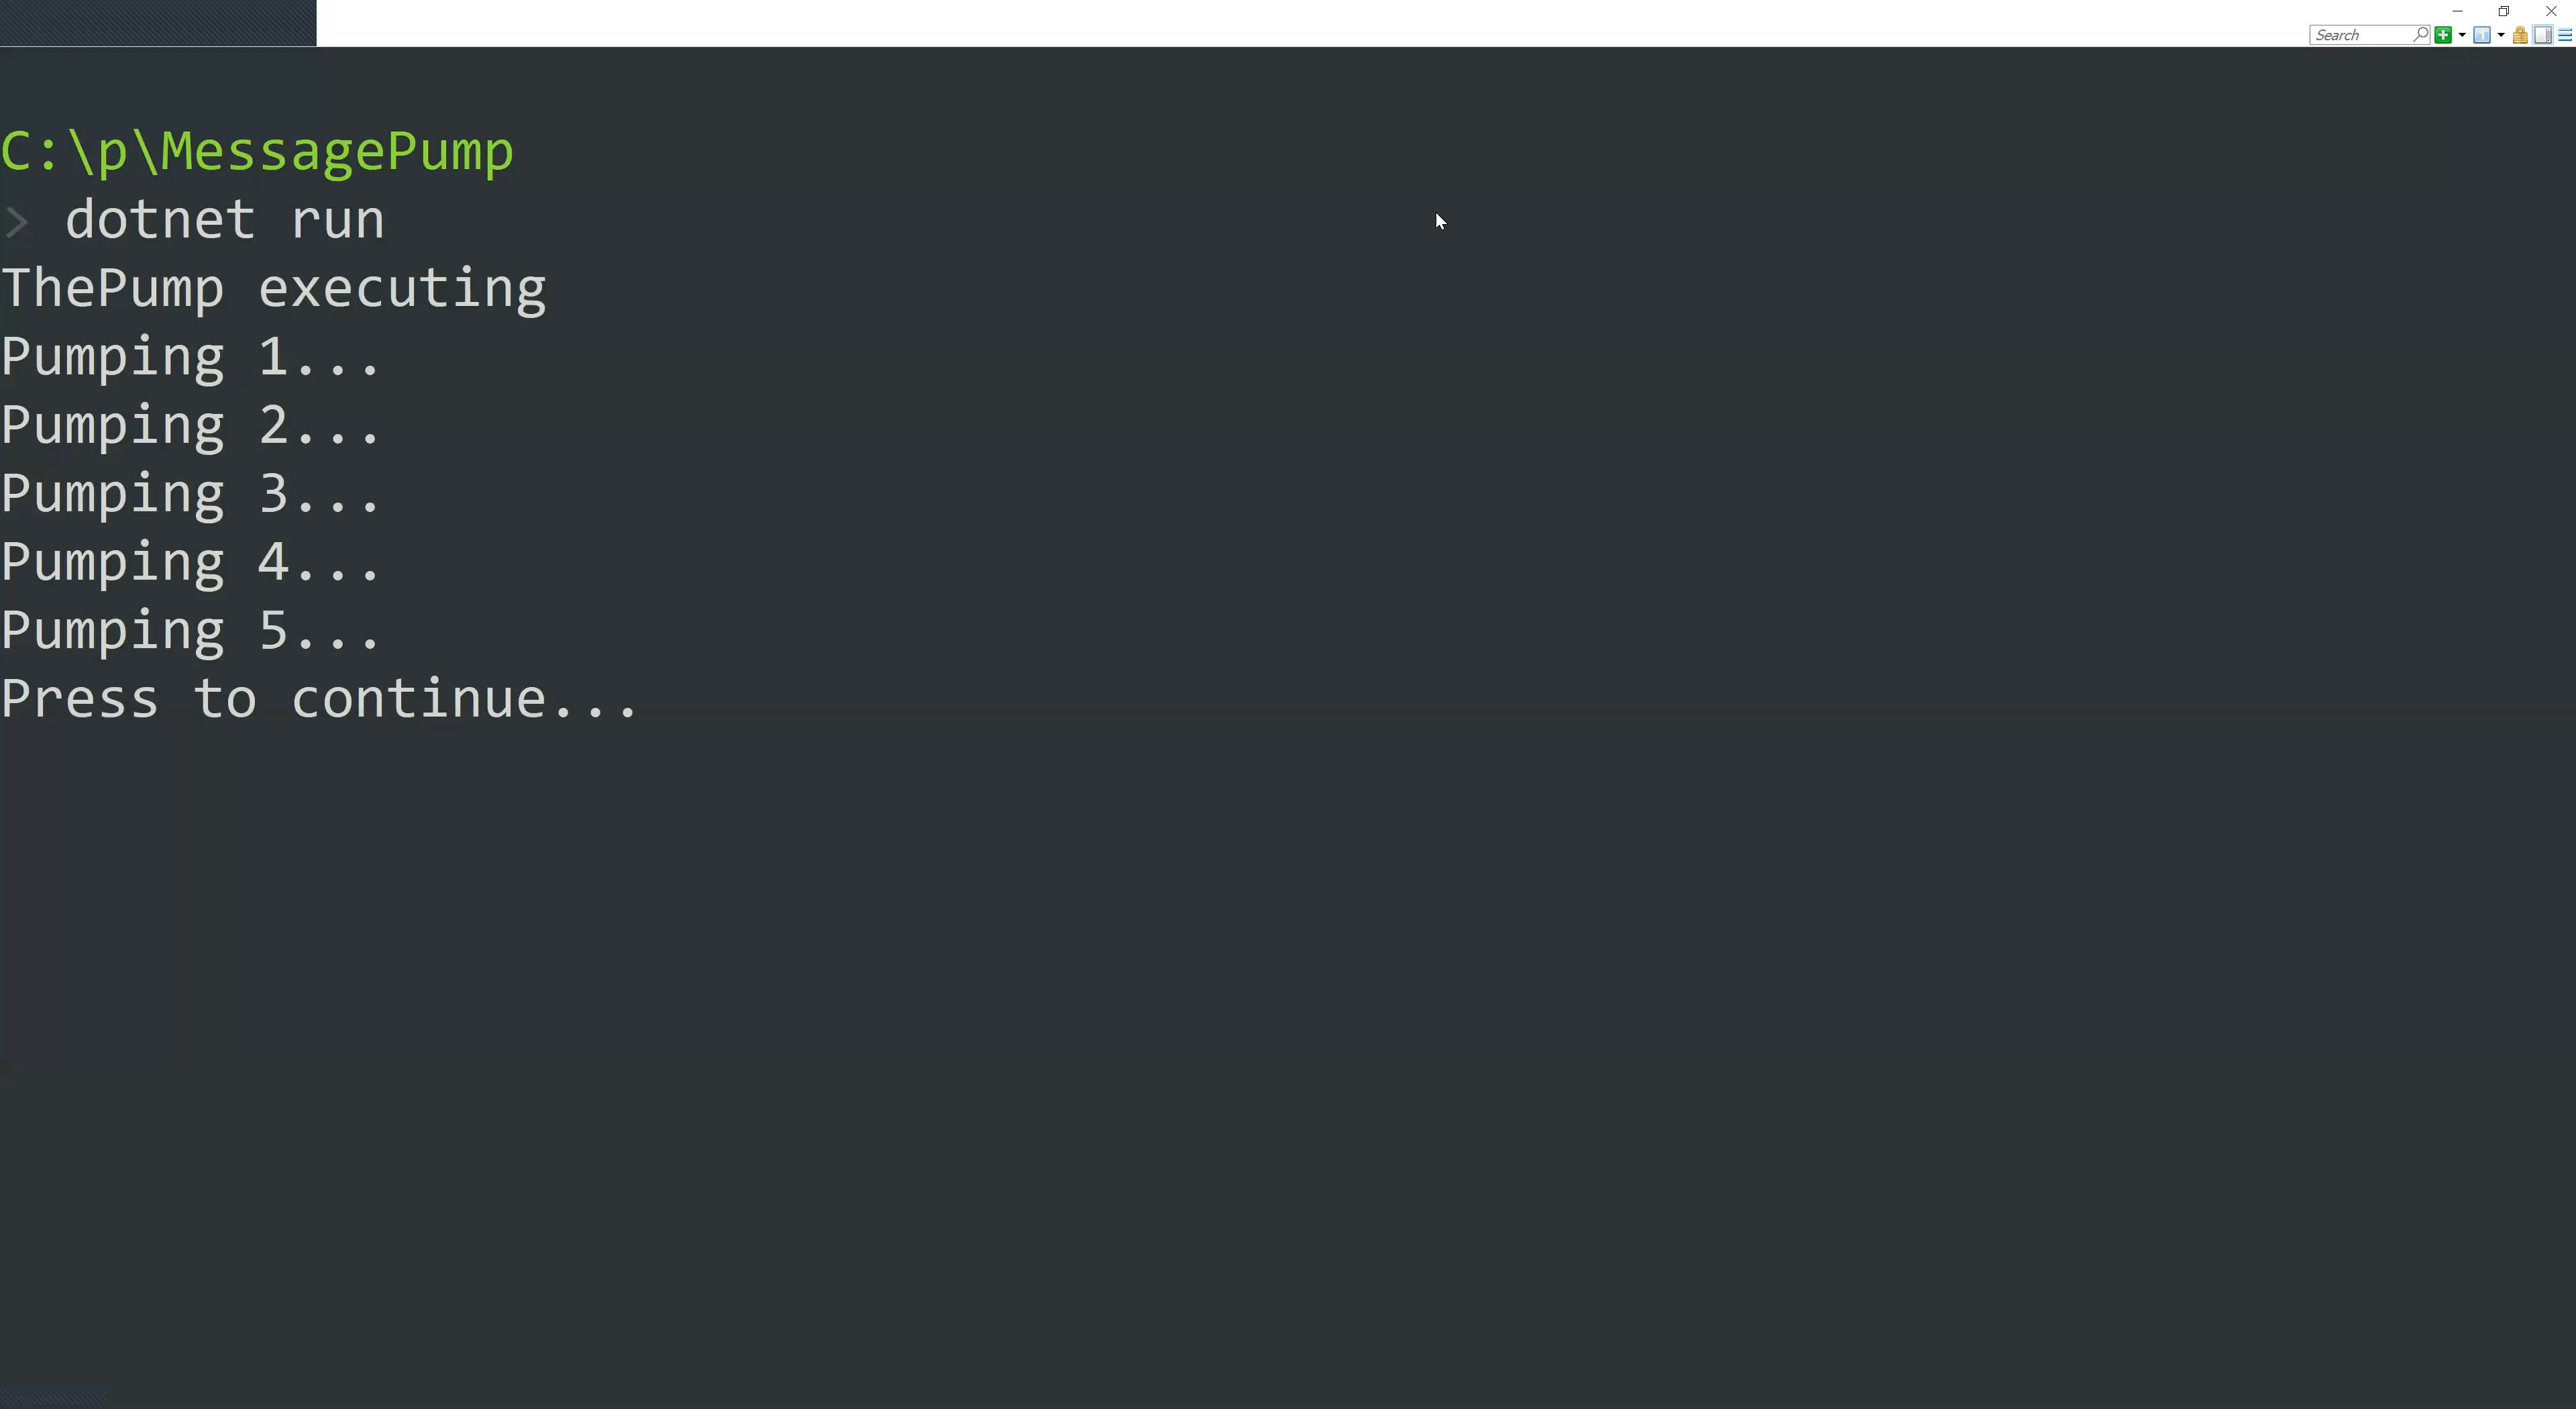 Search
C:\p\MessagePump
> dotnet run
ThePump executing
Pumping 1...
Pumping 2...
Pumping 3...
Pumping 4...
Pumping 5...
Press to continue...